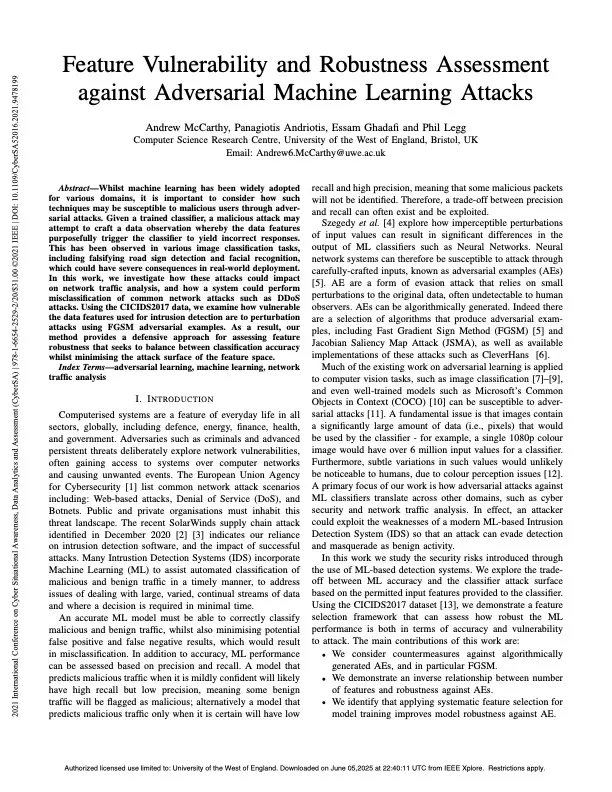 Feature Vulnerability and Robustness Assessment
against Adversarial Machine Learning Attacks
Andrew McCarthy, Panagiotis Andriotis, Essam Ghadafi and Phil Legg
Computer Science Research Centre, University of the West of England, Bristol, UK
Email: Andrew6.McCarthy@uwe.ac.uk
Abstract—Whilst machine learning has been widely adopted
for various domains, it is important to consider how such
techniques may be susceptible to malicious users through adver-
sarial attacks. Given a trained classifier, a malicious attack may
attempt to craft a data observation whereby the data features
purposefully trigger the classifier to yield incorrect responses.
This has been observed in various image classification tasks,
including falsifying road sign detection and facial recognition,
which could have severe consequences in real-world deployment.
In this work, we investigate how these attacks could impact
on network traffic analysis, and how a system could perform
misclassification of common network attacks such as DDoS
attacks. Using the CICIDS2017 data, we examine how vulnerable
the data features used for intrusion detection are to perturbation
attacks using FGSM adversarial examples. As a result, our
method provides a defensive approach for assessing feature
robustness that seeks to balance between classification accuracy
whilst minimising the attack surface of the feature space.
Index Terms—adversarial learning, machine learning, network
traffic analysis
I. Introduction
Computerised systems are a feature of everyday life in all
sectors, globally, including defence, energy, finance, health,
and government. Adversaries such as criminals and advanced
persistent threats deliberately explore network vulnerabilities,
often gaining access to systems over computer networks
and causing unwanted events. The European Union Agency
for Cybersecurity [1] list common network attack scenarios
including: Web-based attacks, Denial of Service (DoS), and
Botnets. Public and private organisations must inhabit this
threat landscape. The recent SolarWinds supply chain attack
identified in December 2020 [2] [3] indicates our reliance
on intrusion detection software, and the impact of successful
attacks. Many Intrustion Detection Systems (IDS) incorporate
Machine Learning (ML) to assist automated classification of
malicious and benign traffic in a timely manner, to address
issues of dealing with large, varied, continual streams of data
and where a decision is required in minimal time.
An accurate ML model must be able to correctly classify
malicious and benign traffic, whilst also minimising potential
false positive and false negative results, which would result
in misclassification. In addition to accuracy, ML performance
can be assessed based on precision and recall. A model that
predicts malicious traffic when it is mildly confident will likely
have high recall but low precision, meaning some benign
traffic will be flagged as malicious; alternatively a model that
predicts malicious traffic only when it is certain will have low
recall and high precision, meaning that some malicious packets
will not be identified. Therefore, a trade-off between precision
and recall can often exist and be exploited.
Szegedy et al. [4] explore how imperceptible perturbations
of input values can result in significant differences in the
output of ML classifiers such as Neural Networks. Neural
network systems can therefore be susceptible to attack through
carefully-crafted inputs, known as adversarial examples (AEs)
[5]. AE are a form of evasion attack that relies on small
perturbations to the original data, often undetectable to human
observers. AEs can be algorithmically generated. Indeed there
are a selection of algorithms that produce adversarial exam-
ples, including Fast Gradient Sign Method (FGSM) [5] and
Jacobian Saliency Map Attack (JSMA), as well as available
implementations of these attacks such as CleverHans [6].
Much of the existing work on adversarial learning is applied
to computer vision tasks, such as image classification [7]–[9],
and even well-trained models such as Microsoft's Common
Objects in Context (COCO) [10] can be susceptible to adver-
sarial attacks [11]. A fundamental issue is that images contain
a significantly large amount of data (i.e., pixels) that would
be used by the classifier - for example, a single 1080p colour
image would have over 6 million input values for a classifier.
Furthermore, subtle variations in such values would unlikely
be noticeable to humans, due to colour perception issues [12].
A primary focus of our work is how adversarial attacks against
ML classifiers translate across other domains, such as cyber
security and network traffic analysis. In effect, an attacker
could exploit the weaknesses of a modern ML-based Intrusion
Detection System (IDS) so that an attack can evade detection
and masquerade as benign activity.
In this work we study the security risks introduced through
the use of ML-based detection systems. We explore the trade-
off between ML accuracy and the classifier attack surface
based on the permitted input features provided to the classifier.
Using the CICIDS2017 dataset [13], we demonstrate a feature
selection framework that can assess how robust the ML
performance is both in terms of accuracy and vulnerability
to attack. The main contributions of this work are:
• We consider countermeasures against algorithmically
generated AEs, and in particular FGSM.
• We demonstrate an inverse relationship between number
of features and robustness against AEs.
• We identify that applying systematic feature selection for
model training improves model robustness against AE.
2021 International Conference on Cyber Situational Awareness, Data Analytics and Assessment (CyberSA) | 978-1-6654-2529-2/20/$31.00 ©2021 IEEE | DOI: 10.1109/CyberSA52016.2021.9478199
Authorized licensed use limited to: University of the West of England. Downloaded on June 05,2025 at 22:40:11 UTC from IEEE Xplore. Restrictions apply.